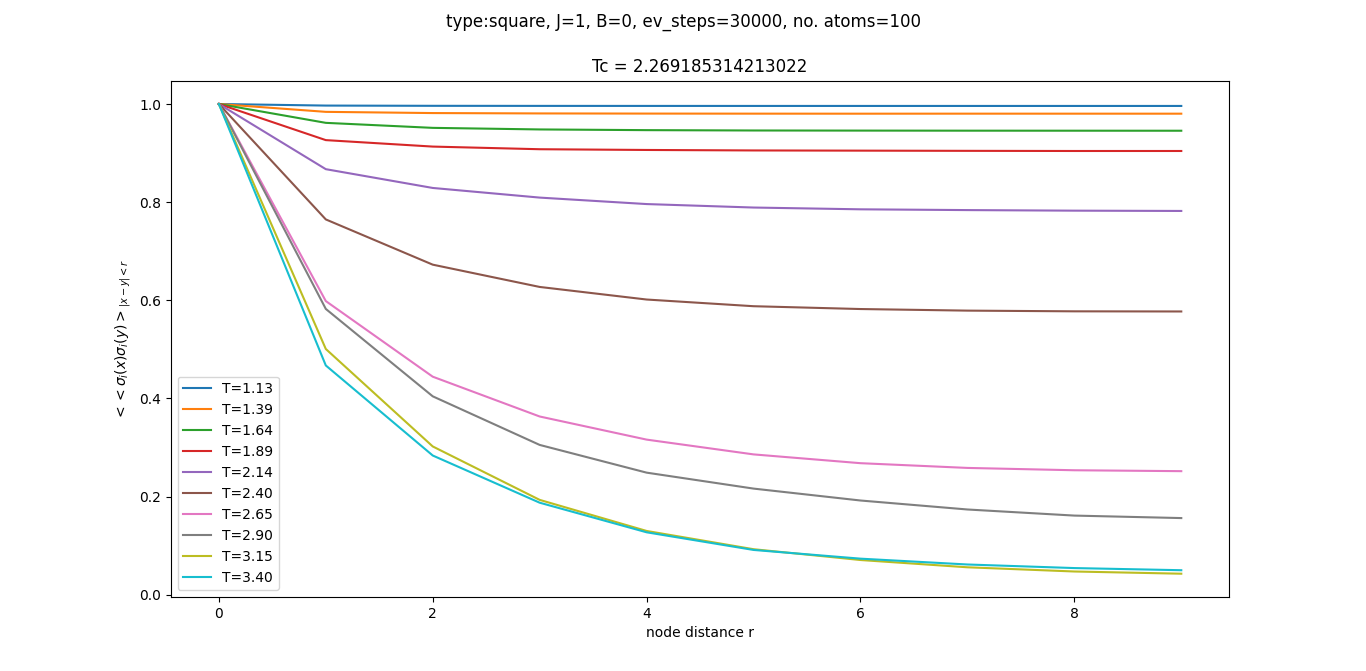 type:square, J=1, B=0, ev_steps=30000, no. atoms=100
Tc = 2.269185314213022
< < σᵢ(x)σᵢ(y) > |x − y| < r
1.0
0.8
0.6
0.4
0.2
0.0
T=1.13
T=1.39
T=1.64
T=1.89
T=2.14
T=2.40
T=2.65
T=2.90
T=3.15
T=3.40
0 2 4 6 8
node distance r